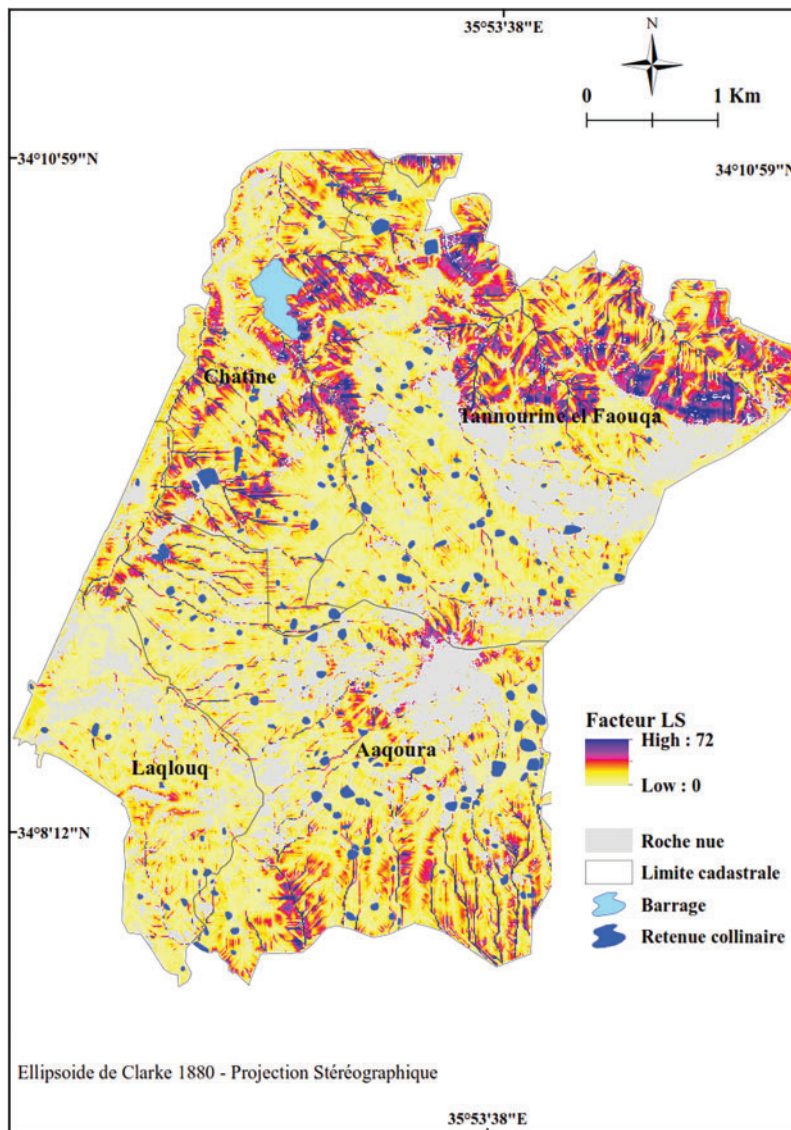 35°53'38"E
N
0 1 Km
34°10'59"N
34°10'59"N
Chatine
Tannourine el Faouqa
Facteur LS
High : 72
Low : 0
Aaqoura
Laqlouq
34°8'12"N
Roche nue
Limite cadastrale
Barrage
Retenue collinaire
Ellipsoide de Clarke 1880 - Projection Stéréographique
35°53'38"E